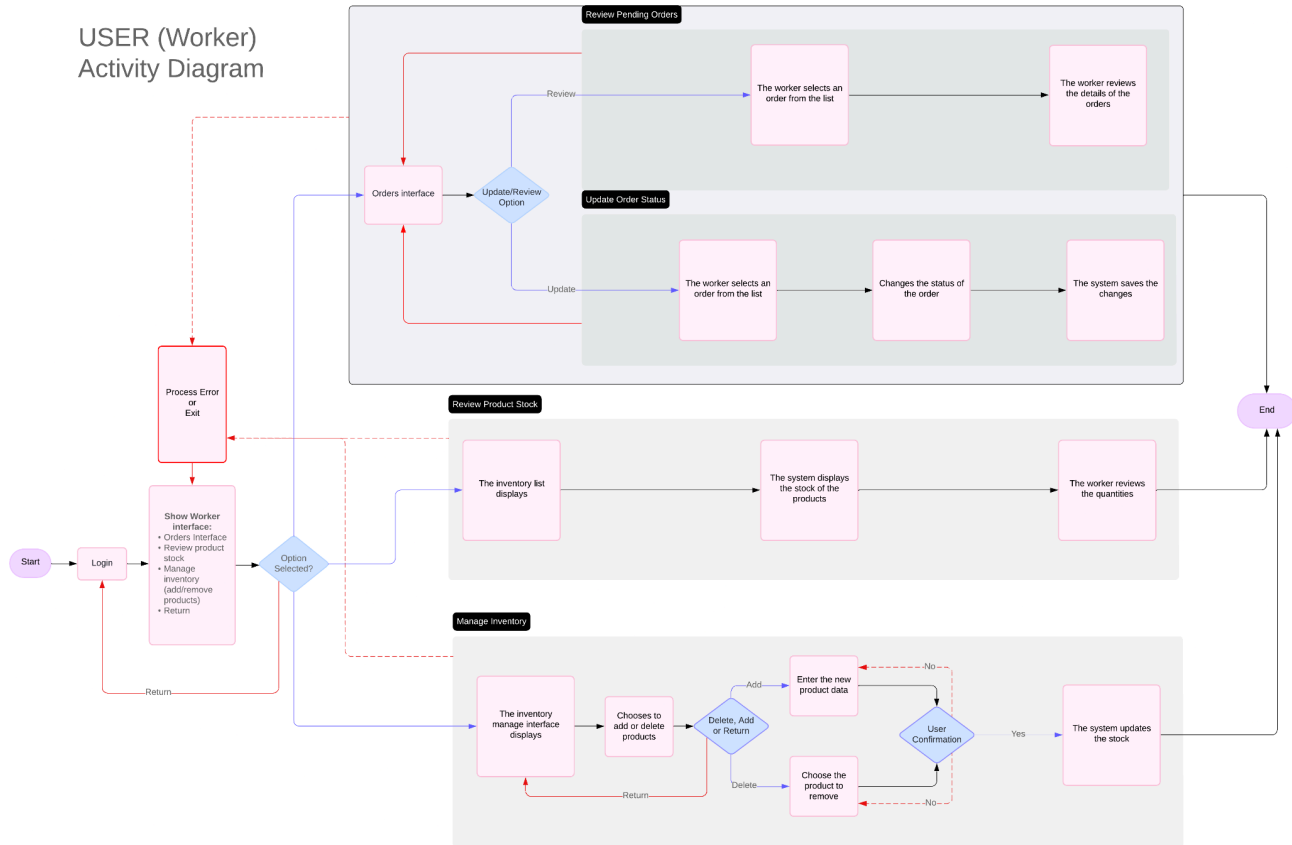 USER (Worker)
Activity Diagram
Review Pending Orders
The worker selects an
order from the list
The worker reviews
the details of the
orders
Review
Orders interface
Update/Review
Option
Update Order Status
Update
The worker selects an
order from the list
Changes the status of
the order
The system saves the
changes
Process Error
or
Exit
End
Review Product Stock
The inventory list
displays
The system displays
the stock of the
products
The worker reviews
the quantities
Start
Login
Show Worker
interface:
• Orders Interface
• Review product
stock
• Manage
inventory
(add/remove
products)
• Return
Option
Selected?
Return
Manage Inventory
The inventory
manage interface
displays
Chooses to
add or delete
products
Delete, Add
or Return
Add
Enter the new
product data
No
User
Confirmation
Yes
The system updates
the stock
Delete
Choose the
product to
remove
No
Return